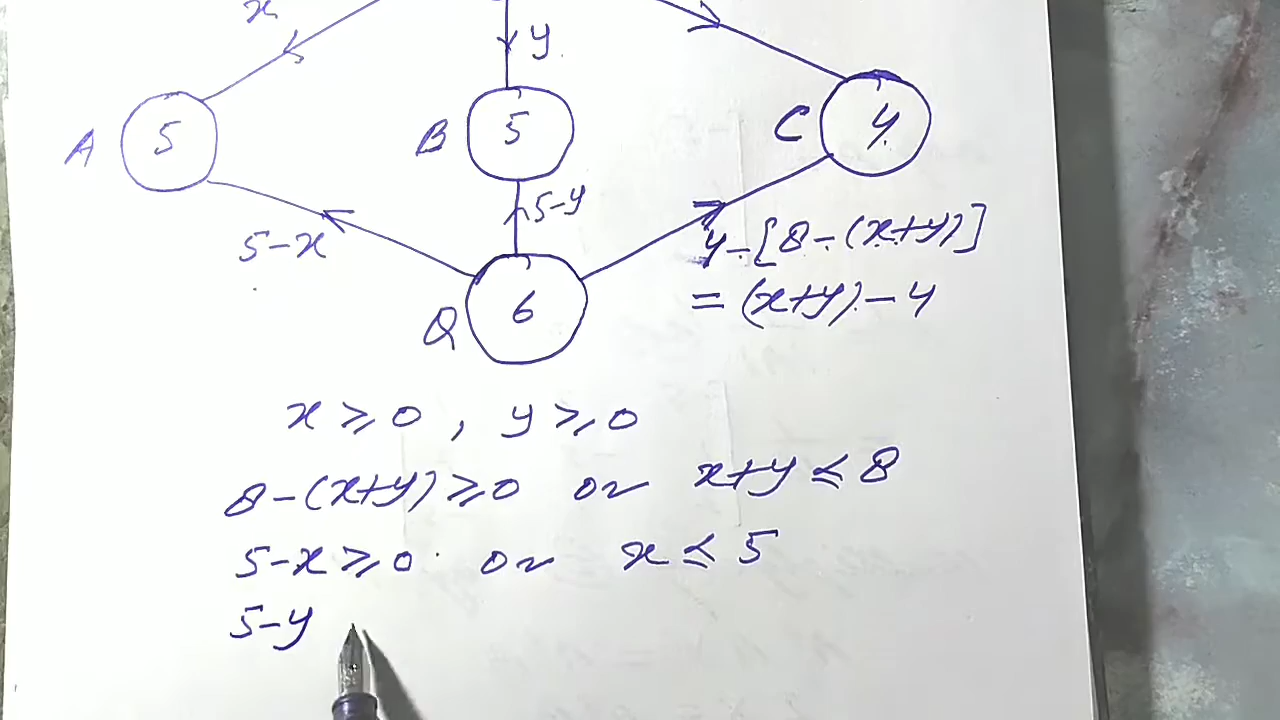 x
y
A 5 B 5 C 4
5-x 5-y 4-[8-(x+y)]
= (x+y)-4
Q 6
x ⩾ 0 , y ⩾ 0
8-(x+y) ⩾ 0 or x+y ⩽ 8
5-x ⩾ 0 or x ⩽ 5
5-y